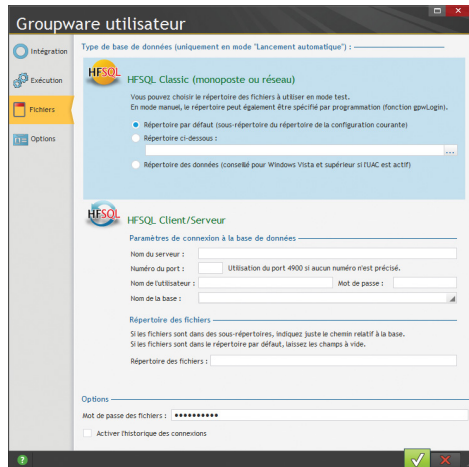 Groupware utilisateur
Intégration
Exécution
Fichiers
Options
Type de base de données (uniquement en mode "Lancement automatique") :
HFSQL
HFSQL Classic (monoposte ou réseau)
Vous pouvez choisir le répertoire des fichiers à utiliser en mode test.
En mode manuel, le répertoire peut également être spécifié par programmation (fonction gpwLogin).
Répertoire par défaut (sous-répertoire du répertoire de la configuration courante)
Répertoire ci-dessous :
...
Répertoire des données (conseillé pour Windows Vista et supérieur si l'UAC est actif)
HFSQL
HFSQL Client/Serveur
Paramètres de connexion à la base de données
Nom du serveur :
Numéro du port : Utilisation du port 4900 si aucun numéro n'est précisé.
Nom de l'utilisateur : Mot de passe :
Nom de la base :
Répertoire des fichiers
Si les fichiers sont dans des sous-répertoires, indiquez juste le chemin relatif à la base.
Si les fichiers sont dans le répertoire par défaut, laissez les champs à vide.
Répertoire des fichiers :
Options
Mot de passe des fichiers : ●●●●●●●●●●
Activer l'historique des connexions
?